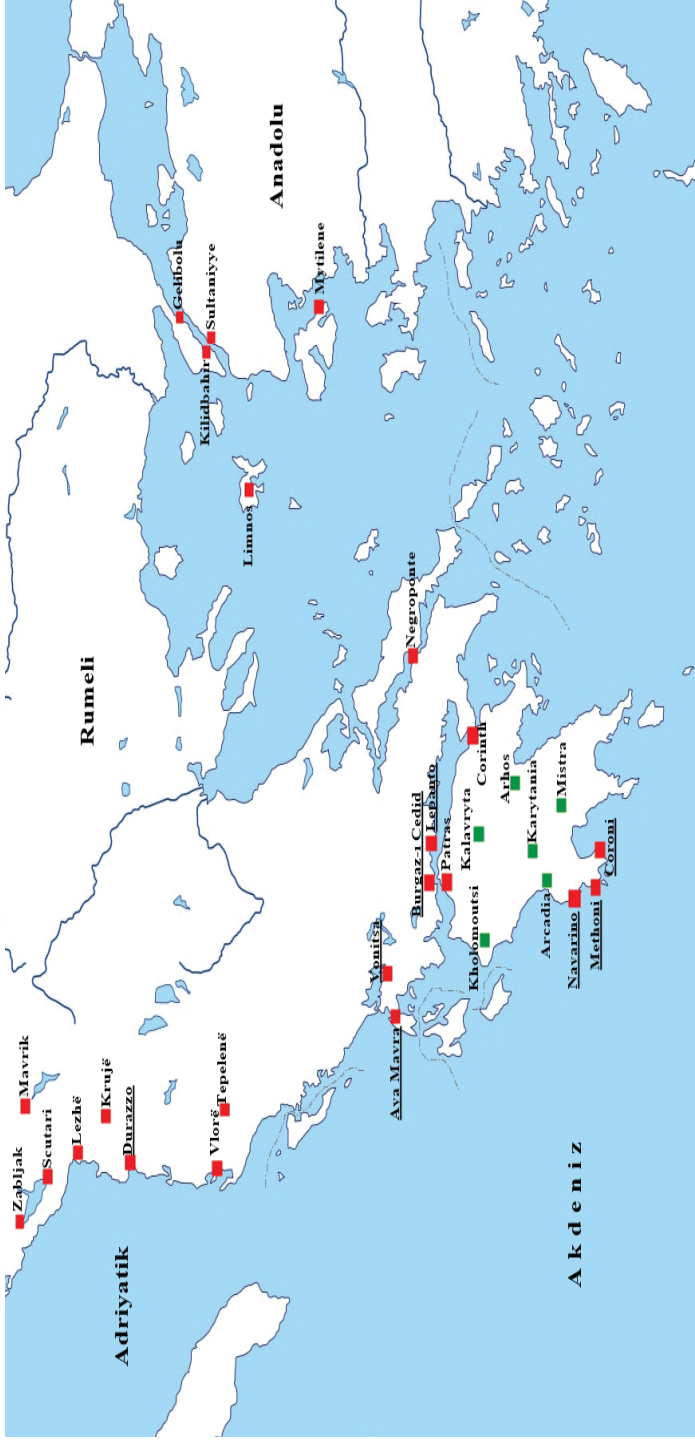 Zabljak
Mavrik
Scutari
Lezhë
Rumeli
Krujë
Adriyatik
Durazzo
Gelibolu
Kilidbahir
Sultaniyye
Vlorë
Tepelenë
Limnos
Anadolu
Mytilene
Vonitsa
Aya Mavra
Negroponte
Burgaz-ı Cedid
Lepanto
Patras
Kalavryta
Kholomoutsi
Corinth
Arhos
Karytania
Arcadia
Mistra
Navarino
Akdeniz
Methoni
Coroni